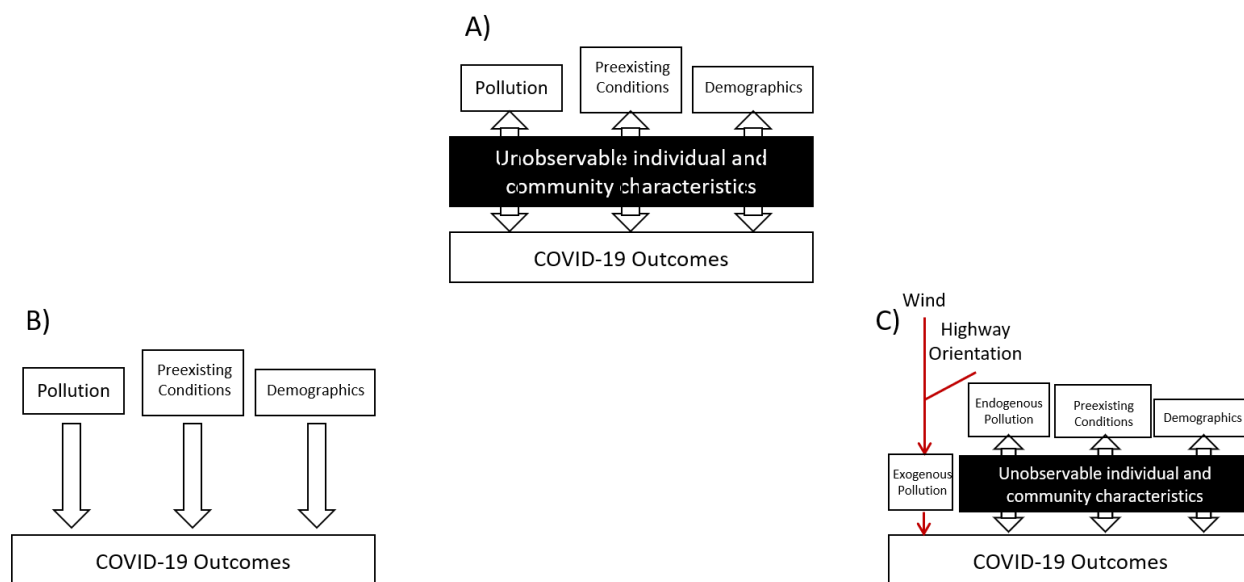 A)
Pollution
Preexisting
Conditions
Demographics
Unobservable individual and
community characteristics
COVID-19 Outcomes
B)
Pollution
Preexisting
Conditions
Demographics
COVID-19 Outcomes
C)
Wind
Highway
Orientation
Endogenous
Pollution
Preexisting
Conditions
Demographics
Exogenous
Pollution
Unobservable individual and
community characteristics
COVID-19 Outcomes